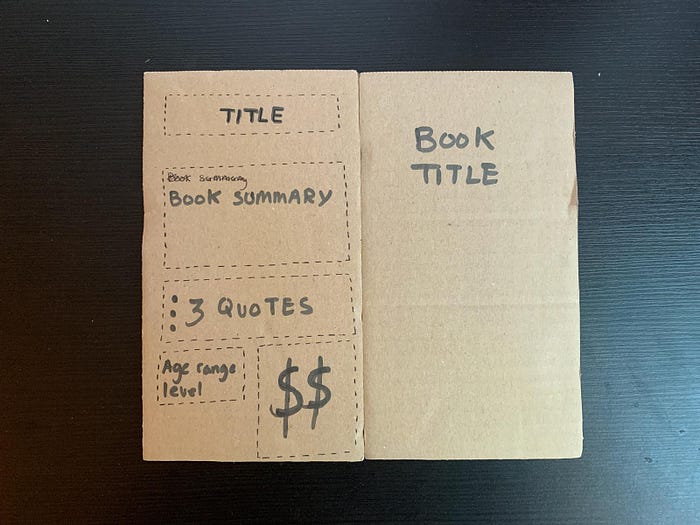 TITLE
Book summary
BOOK SUMMARY
3 QUOTES
Age range
level
$$
BOOK
TITLE